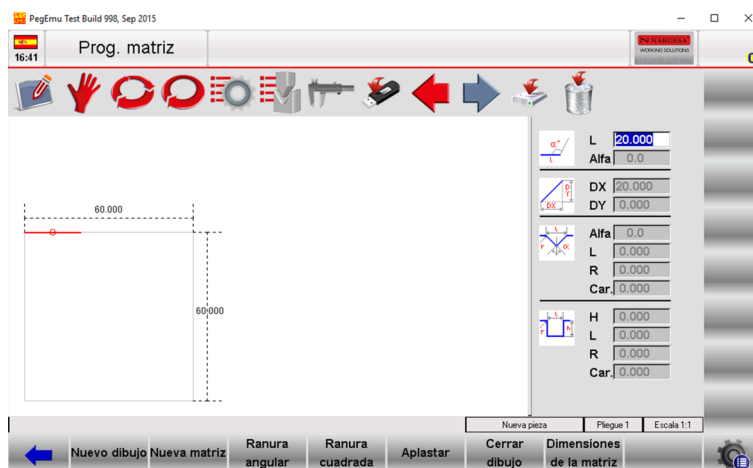 PegEmu Test Build 998, Sep 2015
16:41
Prog. matriz
NARGESA
WORKING SOLUTIONS
60.000
60.000
α°
L
L 20.000
Alfa 0.0
DY
DX
DX 20.000
DY 0.000
L
r
α
Alfa 0.0
L 0.000
R 0.000
Car. 0.000
L
r
h
H 0.000
L 0.000
R 0.000
Car. 0.000
Nueva pieza
Pliegue 1
Escala 1:1
Nuevo dibujo
Nueva matriz
Ranura
angular
Ranura
cuadrada
Aplastar
Cerrar
dibujo
Dimensiones
de la matriz